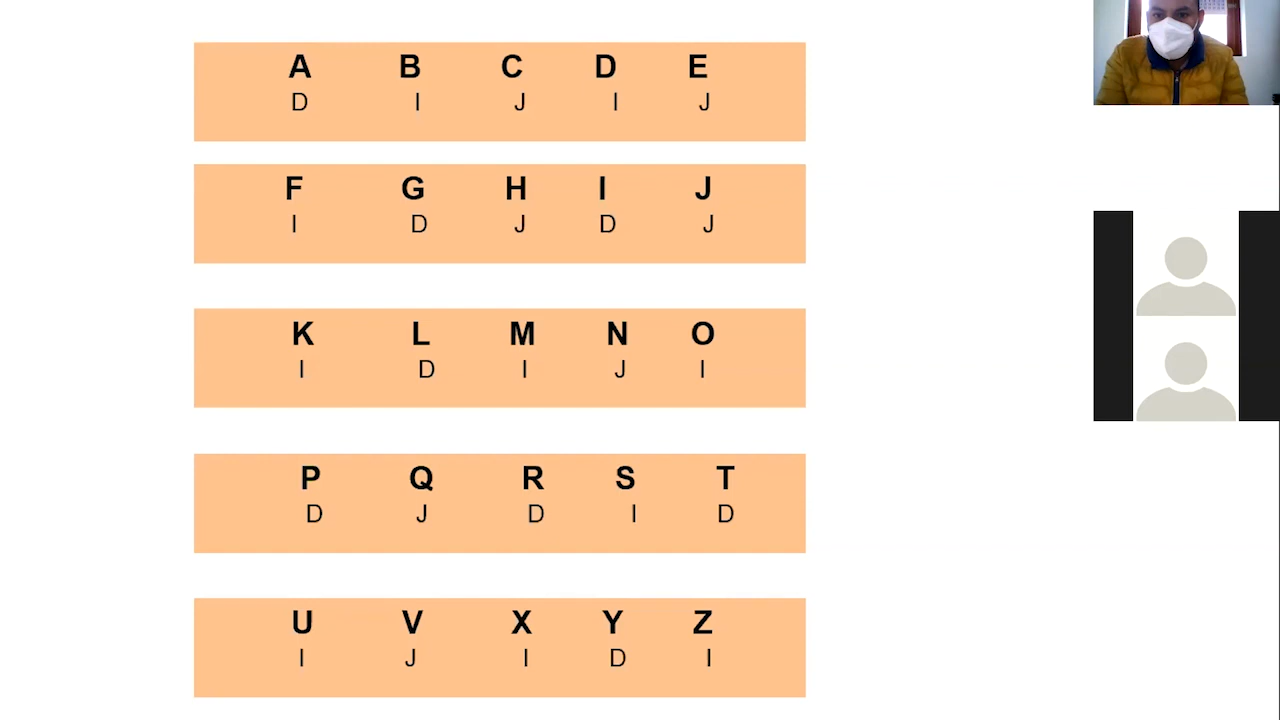 A B C D E
D I J I J
F G H I J
I D J D J
K L M N O
I D I J I
P Q R S T
D J D I D
U V X Y Z
I J I D I